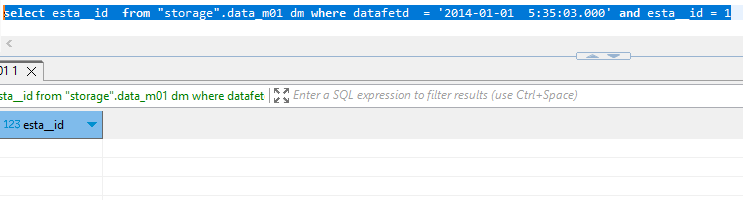 select esta__id  from "storage".data_m01 dm where datafetd  = '2014-01-01  5:35:03.000' and esta__id = 1
01 1
sta__id from "storage".data_m01 dm where datafet Enter a SQL expression to filter results (use Ctrl+Space)
123 esta__id